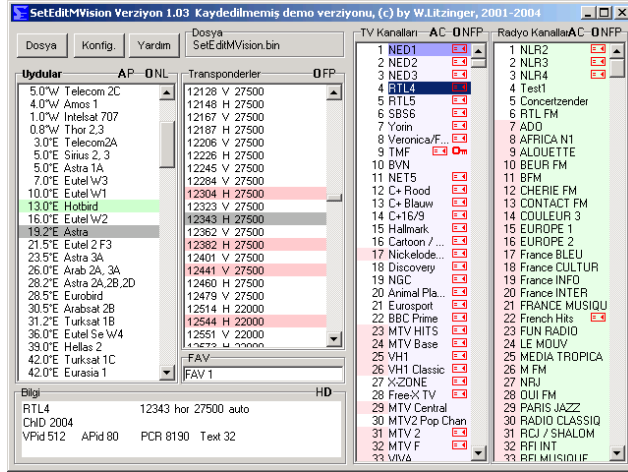 SetEditMVision Verziyon 1.03 Kaydedilmemiş demo verziyonu, (c) by W.Litzinger, 2001-2004
Dosya
Konfig.
Yardım
Dosya
SetEditMVision.bin
Uydular AP ONL
5.0°W Telecom 2C
4.0°W Amos 1
1.0°W Intelsat 707
0.8°W Thor 2,3
3.0°E Telecom2A
5.0°E Sirius 2, 3
5.0°E Astra 1A
7.0°E Eutel W3
10.0°E Eutel W1
13.0°E Hotbird
16.0°E Eutel W2
19.2°E Astra
21.5°E Eutel 2 F3
23.5°E Astra 3A
26.0°E Arab 2A, 3A
28.2°E Astra 2A,2B,2D
28.5°E Eurobird
30.5°E Arabsat 2B
31.2°E Turksat 1B
36.0°E Eutel Se W4
39.0°E Hellas 2
42.0°E Turksat 1C
42.0°E Eurasia 1
Transponderler OFP
12128 V 27500
12148 H 27500
12167 V 27500
12187 H 27500
12206 V 27500
12226 H 27500
12245 V 27500
12284 V 27500
12304 H 27500
12323 V 27500
12343 H 27500
12362 V 27500
12382 H 27500
12401 V 27500
12441 V 27500
12460 H 27500
12479 V 27500
12514 H 22000
12544 H 22000
12551 V 22000
12573 H 22000
FAV
FAV 1
Bilgi HD
RTL4 12343 hor 27500 auto
ChID 2004
VPid 512 APid 80 PCR 8190 Text 32
TV Kanalları AC ONFP
1 NED1
2 NED2
3 NED3
4 RTL4
5 RTL5
6 SBS6
7 Yorin
8 Veronica/F...
9 TMF
10 BVN
11 NET5
12 C+ Rood
13 C+ Blauw
14 C+16/9
15 Hallmark
16 Cartoon / ...
17 Nickelode...
18 Discovery
19 NGC
20 Animal Pla...
21 Eurosport
22 BBC Prime
23 MTV HITS
24 MTV Base
25 VH1
26 VH1 Classic
27 X-ZONE
28 Free-X TV
29 MTV Central
30 MTV2 Pop Chan
31 MTV 2
32 MTV F
33 VIVA
Radyo Kanallar AC ONFP
1 NLR2
2 NLR3
3 NLR4
4 Test1
5 Concertzender
6 RTL FM
7 ADO
8 AFRICA N1
9 ALOUETTE
10 BEUR FM
11 BFM
12 CHERIE FM
13 CONTACT FM
14 COULEUR 3
15 EUROPE 1
16 EUROPE 2
17 France BLEU
18 France CULTUR
19 France INFO
20 France INTER
21 FRANCE MUSIQU
22 French Hits
23 FUN RADIO
24 LE MOUV
25 MEDIA TROPICA
26 M FM
27 NRJ
28 OUI FM
29 PARIS JAZZ
30 RADIO CLASSIQ
31 RCJ / SHALOM
32 RFI INT
33 RFI MUSIQUE